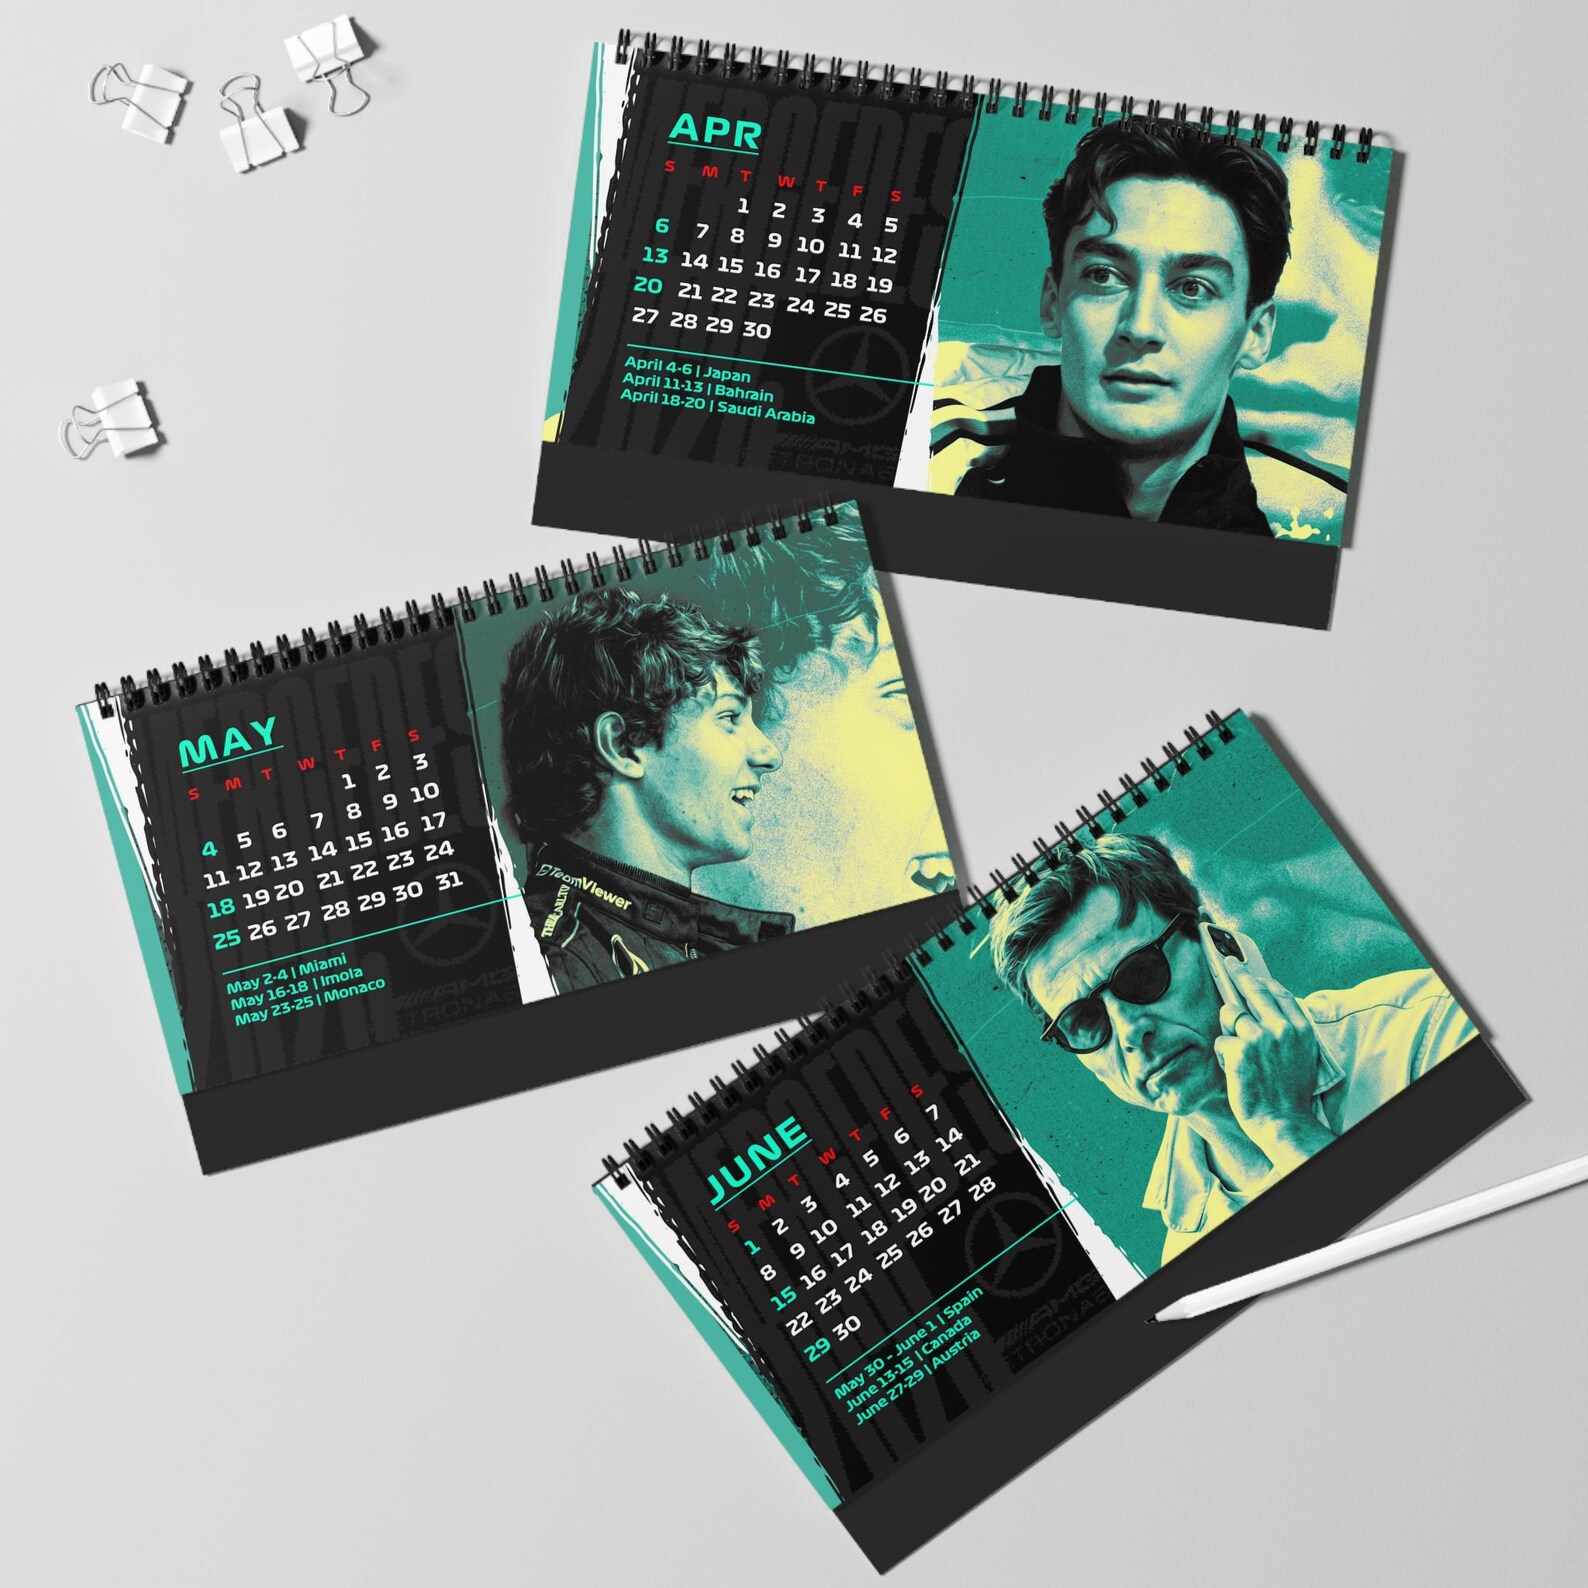 APR
S M T W T F S
1 2 3 4 5
6 7 8 9 10 11 12
13 14 15 16 17 18 19
20 21 22 23 24 25 26
27 28 29 30
April 4-6 | Japan
April 11-13 | Bahrain
April 18-20 | Saudi Arabia
AMG
TRONAS
MAY
S M T W T F S
1 2 3
4 5 6 7 8 9 10
11 12 13 14 15 16 17
18 19 20 21 22 23 24
25 26 27 28 29 30 31
May 2-4 | Miami
May 16-18 | Imola
May 23-25 | Monaco
AMG
TRONAS
TeamViewer
JUNE
S M T W T F S
1 2 3 4 5 6 7
8 9 10 11 12 13 14
15 16 17 18 19 20 21
22 23 24 25 26 27 28
29 30
May 30 - June 1 | Spain
June 13-15 | Canada
June 27-29 | Austria
AMG
TRONAS